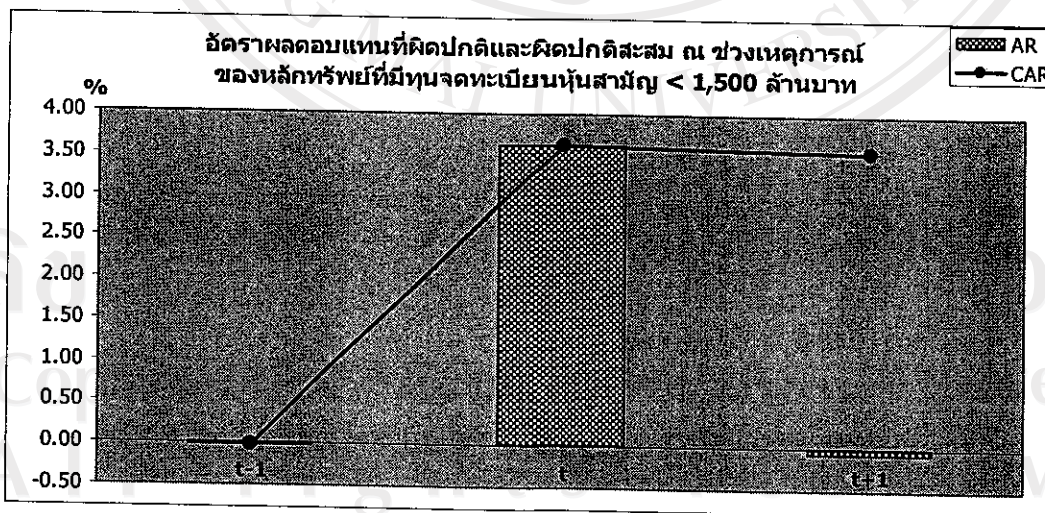 อัตราผลตอบแทนที่ผิดปกติและผิดปกติสะสม ณ ช่วงเหตุการณ์
ของหลักทรัพย์ที่มีทุนจดทะเบียนหุ้นสามัญ < 1,500 ล้านบาท
AR
CAR
%
4.00
3.50
3.00
2.50
2.00
1.50
1.00
0.50
0.00
-0.50
t-1
t
t+1